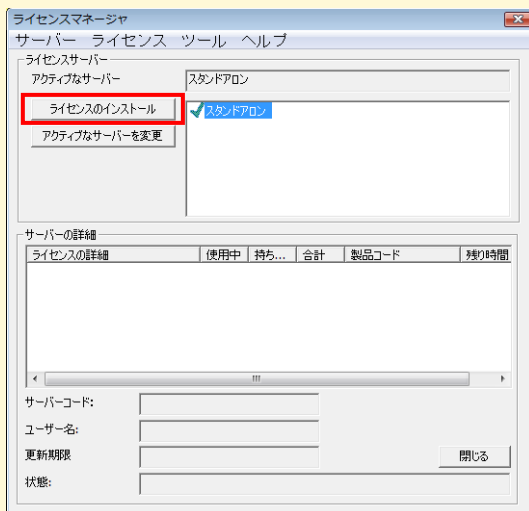 ライセンスマネージャ
サーバー ライセンス ツール ヘルプ
ライセンスサーバー
アクティブなサーバー スタンドアロン
ライセンスのインストール
スタンドアロン
アクティブなサーバーを変更
サーバーの詳細
ライセンスの詳細 使用中 持ち... 合計 製品コード 残り時間
サーバーコード:
ユーザー名:
更新期限
閉じる
状態: